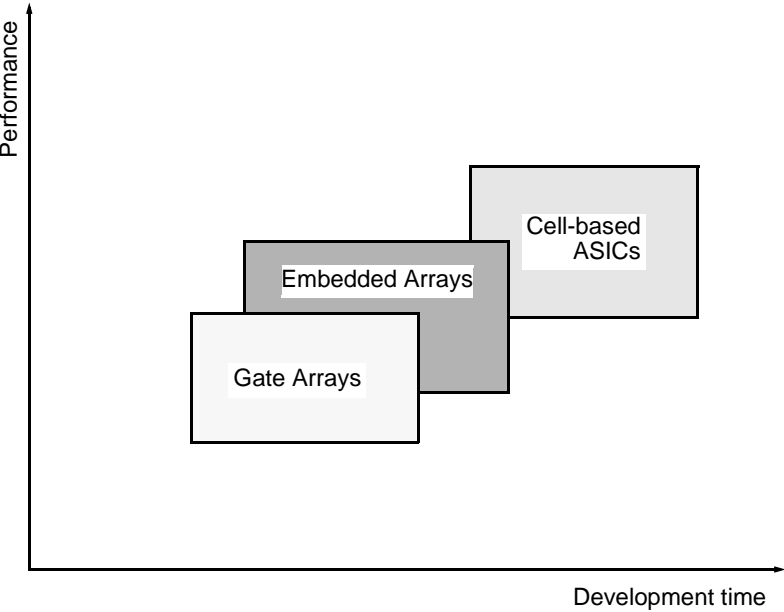 Performance
Cell-based
ASICs
Embedded Arrays
Gate Arrays
Development time